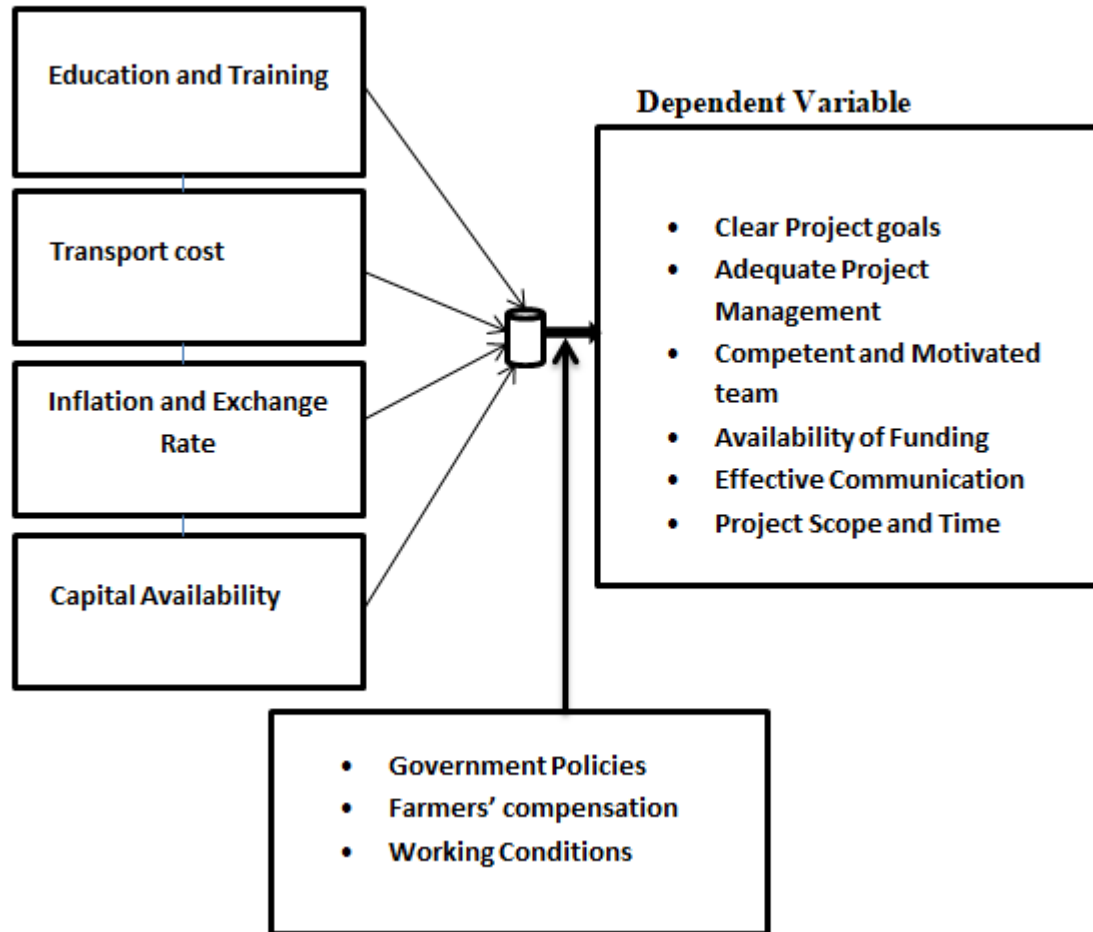 Education and Training
Transport cost
Inflation and Exchange
Rate
Capital Availability
Dependent Variable
• Clear Project goals
• Adequate Project
Management
• Competent and Motivated
team
• Availability of Funding
• Effective Communication
• Project Scope and Time
• Government Policies
• Farmers’ compensation
• Working Conditions